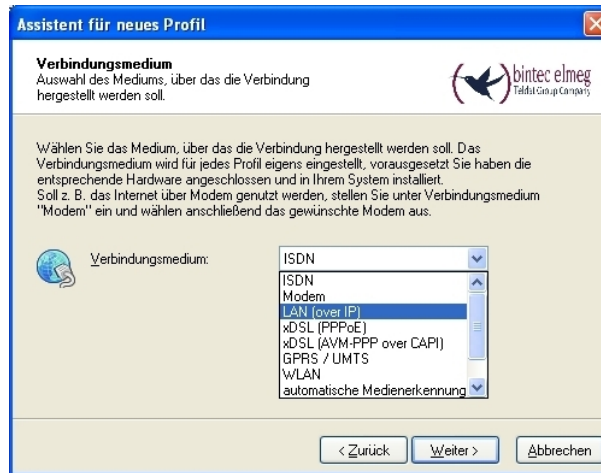 Assistent für neues Profil
Verbindungsmedium
Auswahl des Mediums, über das die Verbindung
hergestellt werden soll.
bintec elmeg
Teldat Group Company
Wählen Sie das Medium, über das die Verbindung hergestellt werden soll. Das
Verbindungsmedium wird für jedes Profil eigens eingestellt, vorausgesetzt Sie haben die
entsprechende Hardware angeschlossen und in Ihrem System installiert.
Soll z. B. das Internet über Modem genutzt werden, stellen Sie unter Verbindungsmedium
"Modem" ein und wählen anschließend das gewünschte Modem aus.
Verbindungsmedium:
ISDN
ISDN
Modem
LAN (over IP)
xDSL (PPPoE)
xDSL (AVM-PPP over CAPI)
GPRS / UMTS
WLAN
automatische Medienerkennung
< Zurück
Weiter >
Abbrechen